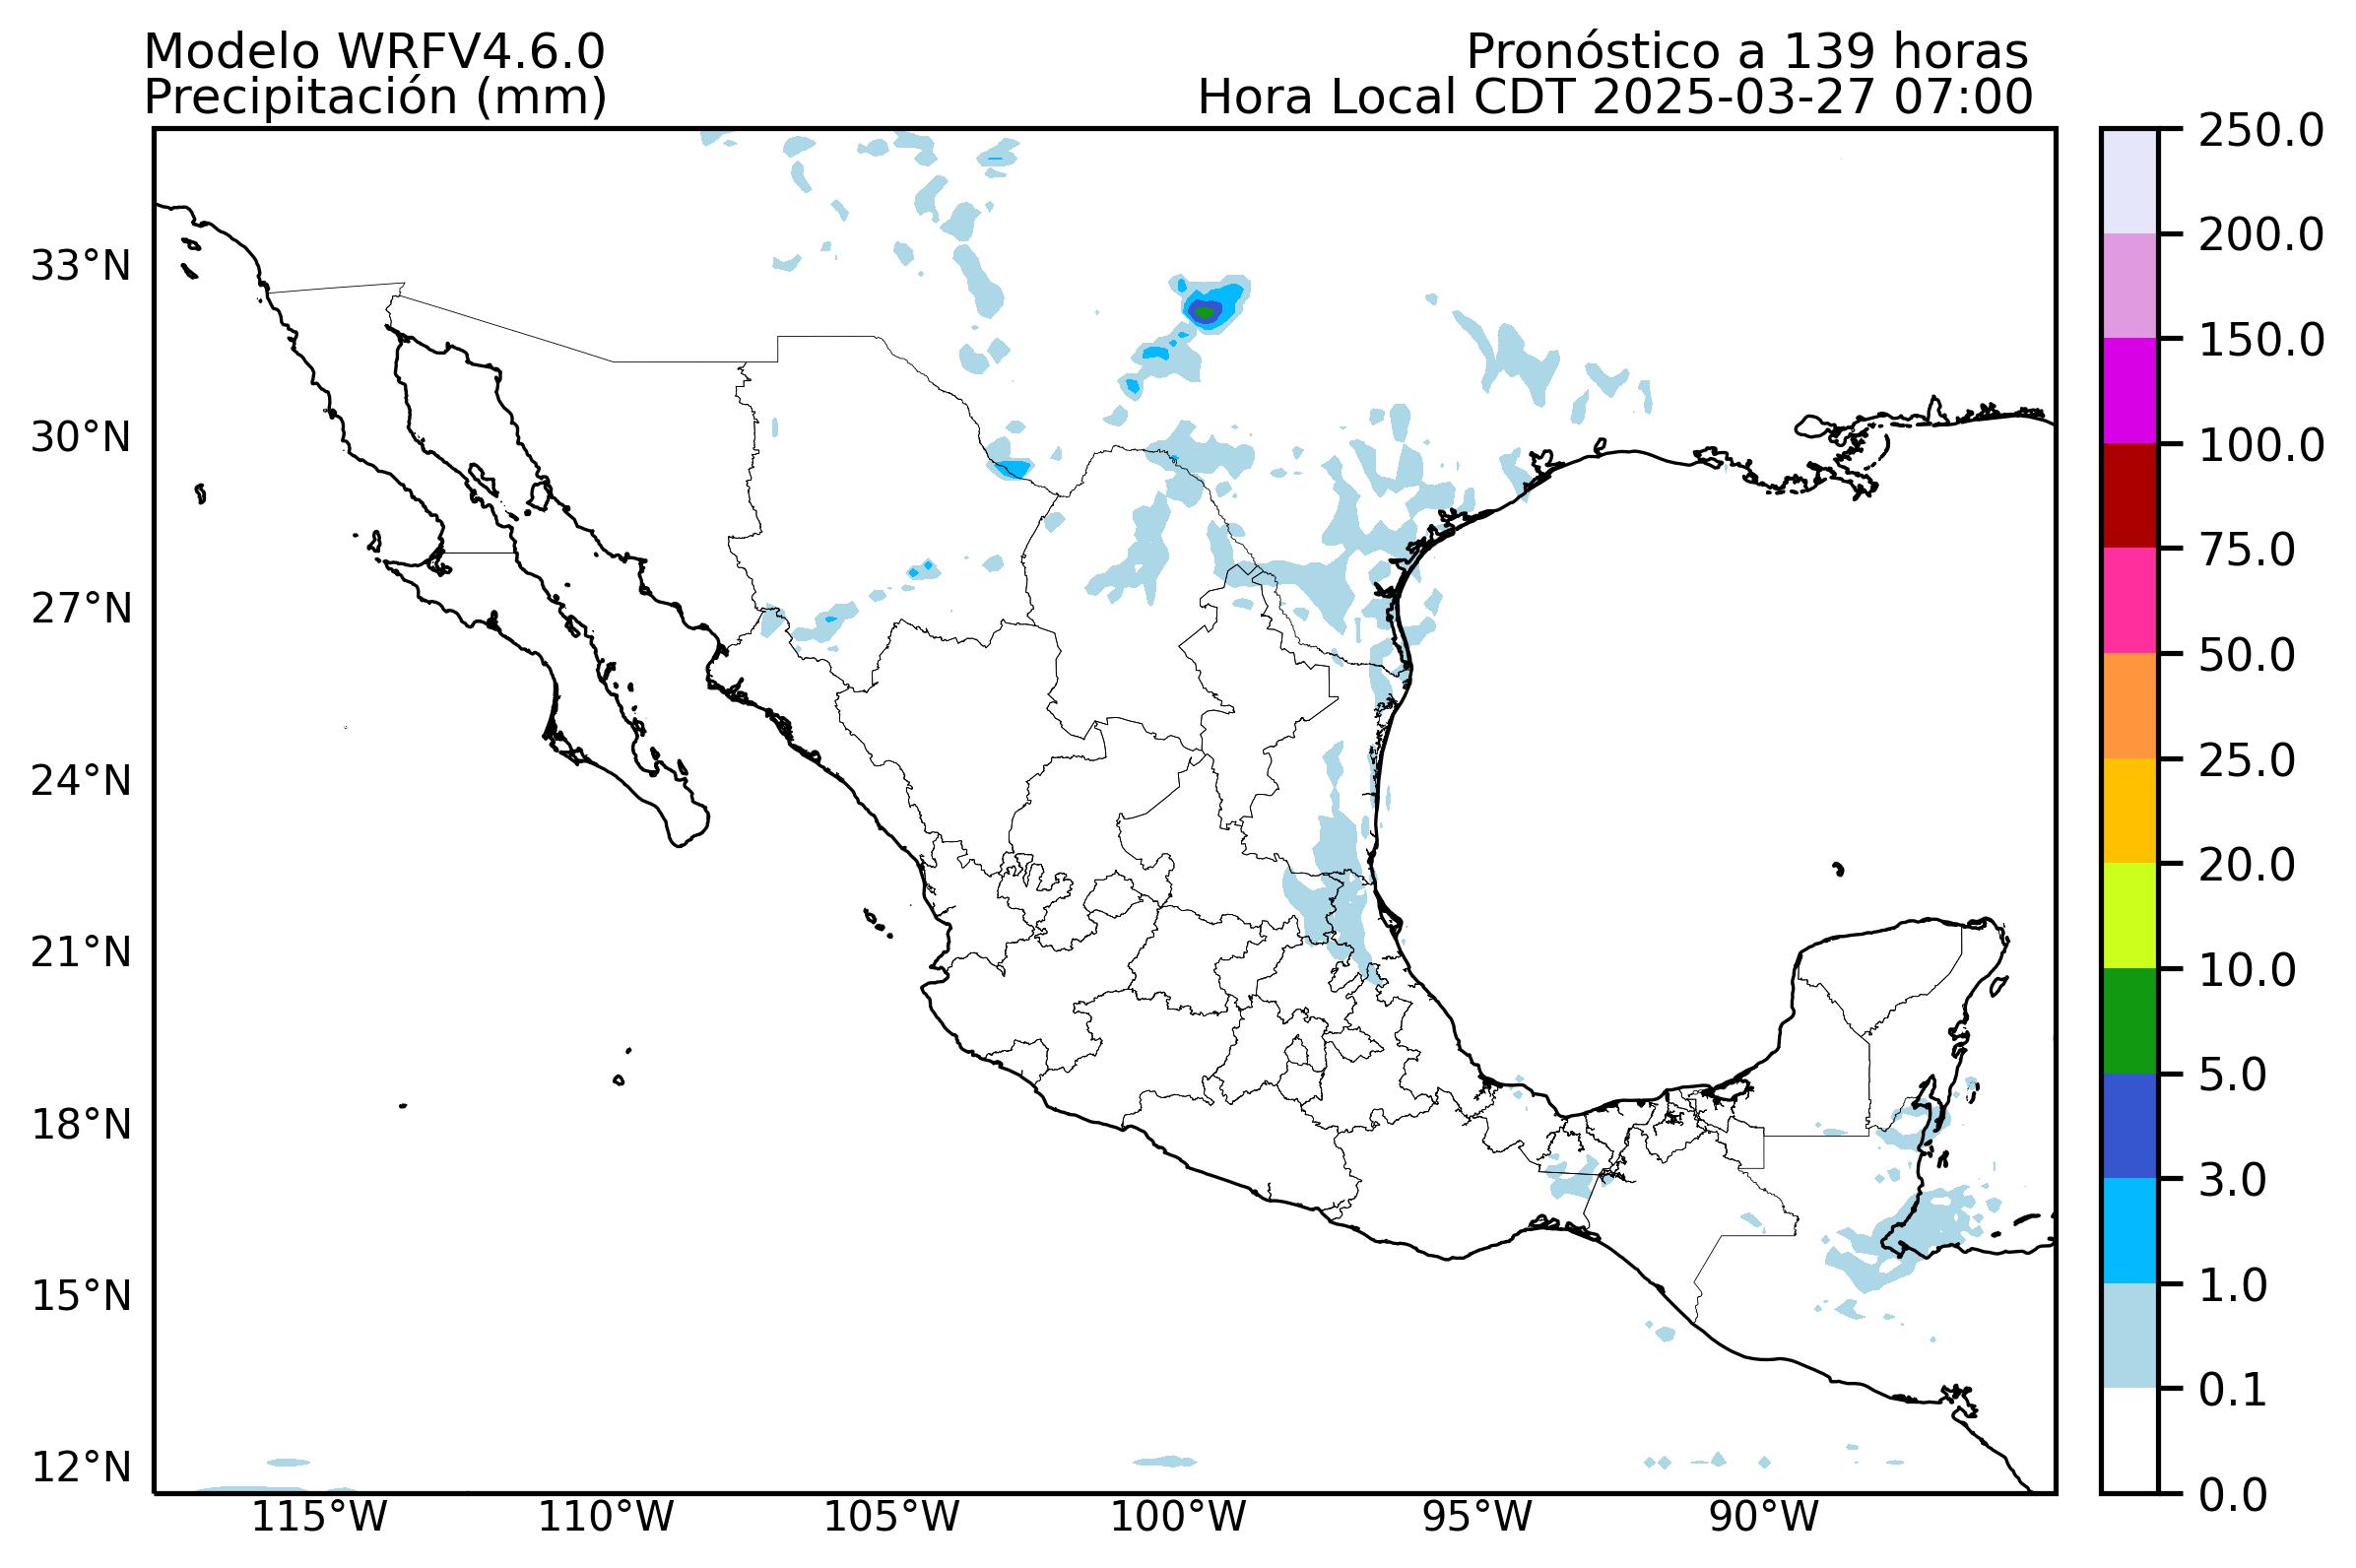 Modelo WRFV4.6.0
Pronóstico a 139 horas
Precipitación (mm)
Hora Local CDT 2025-03-27 07:00
33°N
30°N
27°N
24°N
21°N
18°N
15°N
12°N
115°W
110°W
105°W
100°W
95°W
90°W
250.0
200.0
150.0
100.0
75.0
50.0
25.0
20.0
10.0
5.0
3.0
1.0
0.1
0.0